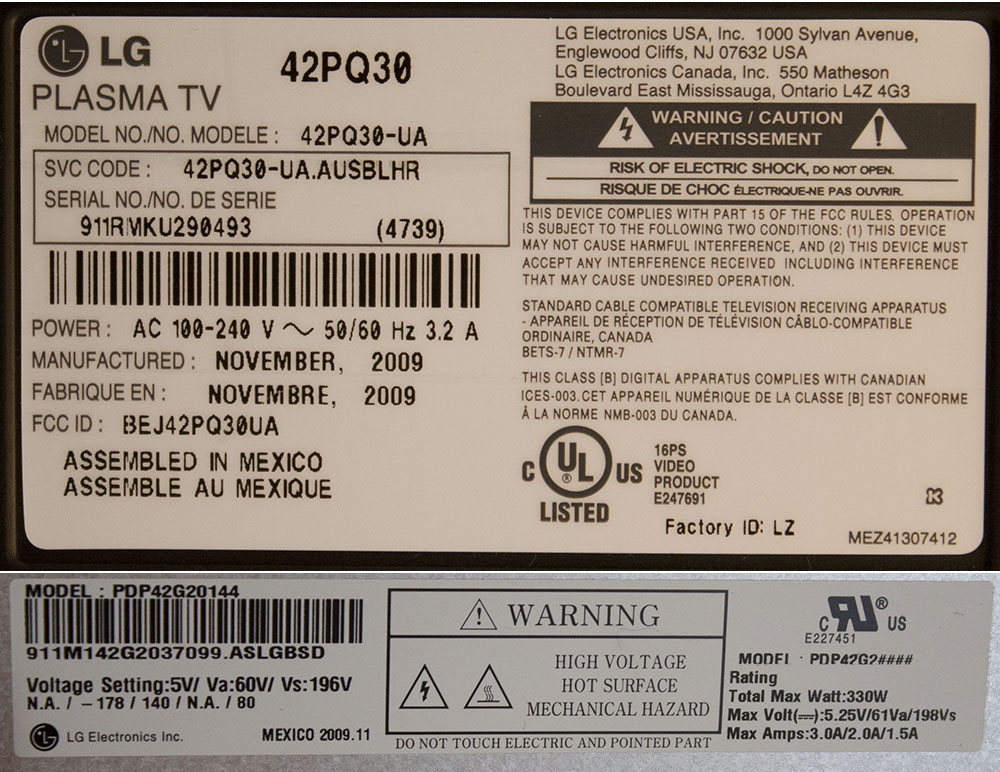 LG
PLASMA TV
42PQ30
MODEL NO./NO. MODELE : 42PQ30-UA
SVC CODE : 42PQ30-UA.AUSBLHR
SERIAL NO./NO. DE SERIE
911RMKU290493 (4739)
POWER : AC 100-240 V ~ 50/60 Hz 3.2 A
MANUFACTURED : NOVEMBER, 2009
FABRIQUE EN : NOVEMBRE, 2009
FCC ID : BEJ42PQ30UA
ASSEMBLED IN MEXICO
ASSEMBLE AU MEXIQUE
LG Electronics USA, Inc. 1000 Sylvan Avenue,
Englewood Cliffs, NJ 07632 USA
LG Electronics Canada, Inc. 550 Matheson
Boulevard East Mississauga, Ontario L4Z 4G3
WARNING / CAUTION
AVERTISSEMENT
RISK OF ELECTRIC SHOCK, DO NOT OPEN.
RISQUE DE CHOC ÉLECTRIQUE-NE PAS OUVRIR.
THIS DEVICE COMPLIES WITH PART 15 OF THE FCC RULES. OPERATION
IS SUBJECT TO THE FOLLOWING TWO CONDITIONS: (1) THIS DEVICE
MAY NOT CAUSE HARMFUL INTERFERENCE, AND (2) THIS DEVICE MUST
ACCEPT ANY INTERFERENCE RECEIVED INCLUDING INTERFERENCE
THAT MAY CAUSE UNDESIRED OPERATION.
STANDARD CABLE COMPATIBLE TELEVISION RECEIVING APPARATUS
- APPAREIL DE RÉCEPTION DE TÉLÉVISION CÂBLO-COMPATIBLE
ORDINAIRE, CANADA
BETS-7 / NTMR-7
THIS CLASS [B] DIGITAL APPARATUS COMPLIES WITH CANADIAN
ICES-003.CET APPAREIL NUMÉRIQUE DE LA CLASSE [B] EST CONFORME
À LA NORME NMB-003 DU CANADA.
C UL ® US
LISTED
16PS
VIDEO
PRODUCT
E247691
Factory ID: LZ
MEZ41307412
MODEL : PDP42G20144
911M142G2037099.ASLGBSD
Voltage Setting:5V/ Va:60V/ Vs:196V
N.A. / -178 / 140 / N.A. / 80
LG Electronics Inc. MEXICO 2009.11
WARNING
HIGH VOLTAGE
HOT SURFACE
MECHANICAL HAZARD
DO NOT TOUCH ELECTRIC AND POINTED PART
C RU ® US
E227451
MODEL : PDP42G2####
Rating
Total Max Watt:330W
Max Volt(⎓):5.25V/61Va/198Vs
Max Amps:3.0A/2.0A/1.5A